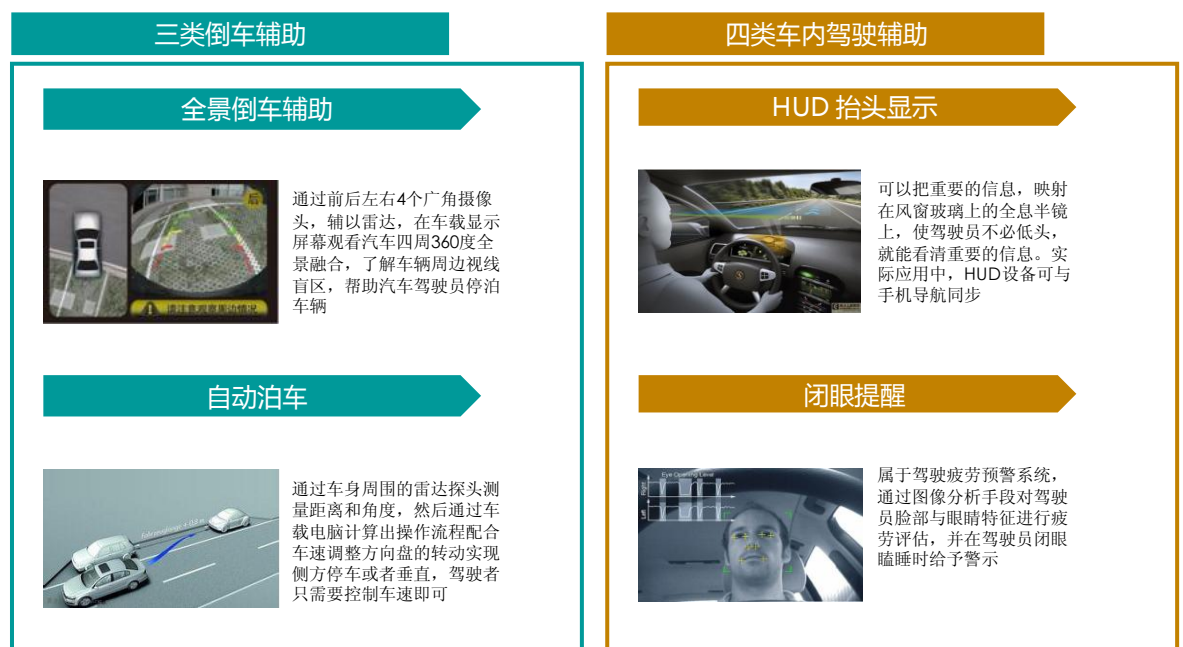 三类倒车辅助
全景倒车辅助
后
请注意观察周边情况
通过前后左右4个广角摄像
头，辅以雷达，在车载显示
屏幕观看汽车四周360度全
景融合，了解车辆周边视线
盲区，帮助汽车驾驶员停泊
车辆
自动泊车
通过车身周围的雷达探头测
量距离和角度，然后通过车
载电脑计算出操作流程配合
车速调整方向盘的转动实现
侧方停车或者垂直，驾驶者
只需要控制车速即可
四类车内驾驶辅助
HUD 抬头显示
可以把重要的信息，映射
在风窗玻璃上的全息半镜
上，使驾驶员不必低头，
就能看清重要的信息。实
际应用中，HUD设备可与
手机导航同步
闭眼提醒
Eye Opening Level
Right
Left
属于驾驶疲劳预警系统，
通过图像分析手段对驾驶
员脸部与眼睛特征进行疲
劳评估，并在驾驶员闭眼
瞌睡时给予警示